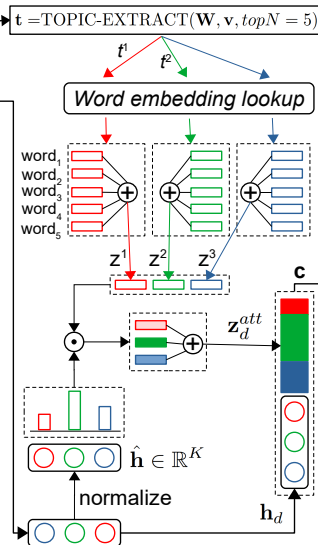 t =TOPIC-EXTRACT(W, v, topN = 5)
t¹
t²
Word embedding lookup
word₁
word₂
word₃
word₄
word₅
z¹ z² z³
c
z_d^{att}
ĥ ∈ ℝ^K
normalize
h_d